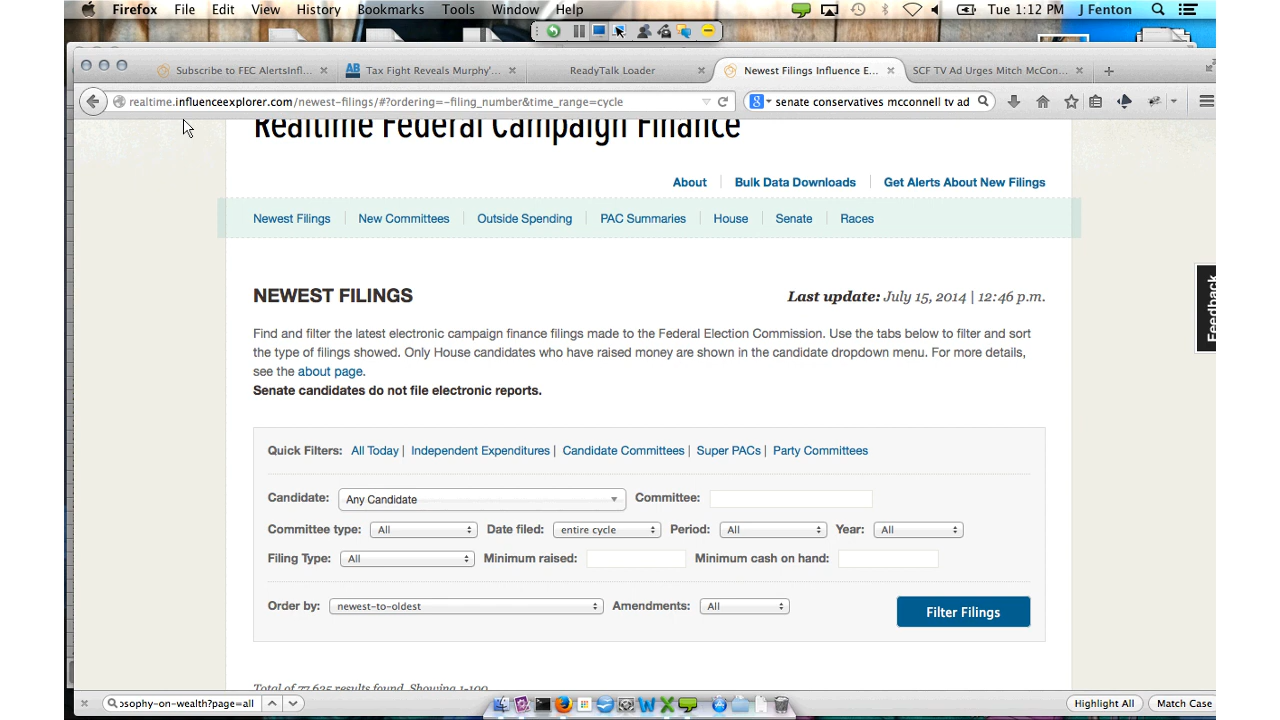 Firefox File Edit View History Bookmarks Tools Window Help Tue 1:12 PM J Fenton
Subscribe to FEC AlertsInfl... Tax Fight Reveals Murphy'... ReadyTalk Loader Newest Filings Influence E... SCF TV Ad Urges Mitch McCon...
realtime.influenceexplorer.com/newest-filings/#?ordering=-filing_number&time_range=cycle senate conservatives mcconnell tv ad
Realtime Federal Campaign Finance
About Bulk Data Downloads Get Alerts About New Filings
Newest Filings New Committees Outside Spending PAC Summaries House Senate Races
Feedback
NEWEST FILINGS Last update: July 15, 2014 | 12:46 p.m.
Find and filter the latest electronic campaign finance filings made to the Federal Election Commission. Use the tabs below to filter and sort
the type of filings showed. Only House candidates who have raised money are shown in the candidate dropdown menu. For more details,
see the about page.
Senate candidates do not file electronic reports.
Quick Filters: All Today | Independent Expenditures | Candidate Committees | Super PACs | Party Committees
Candidate: Any Candidate Committee:
Committee type: All Date filed: entire cycle Period: All Year: All
Filing Type: All Minimum raised: Minimum cash on hand:
Order by: newest-to-oldest Amendments: All Filter Filings
Total of 77,635 results found. Showing 1-100
osophy-on-wealth?page=all Highlight All Match Case